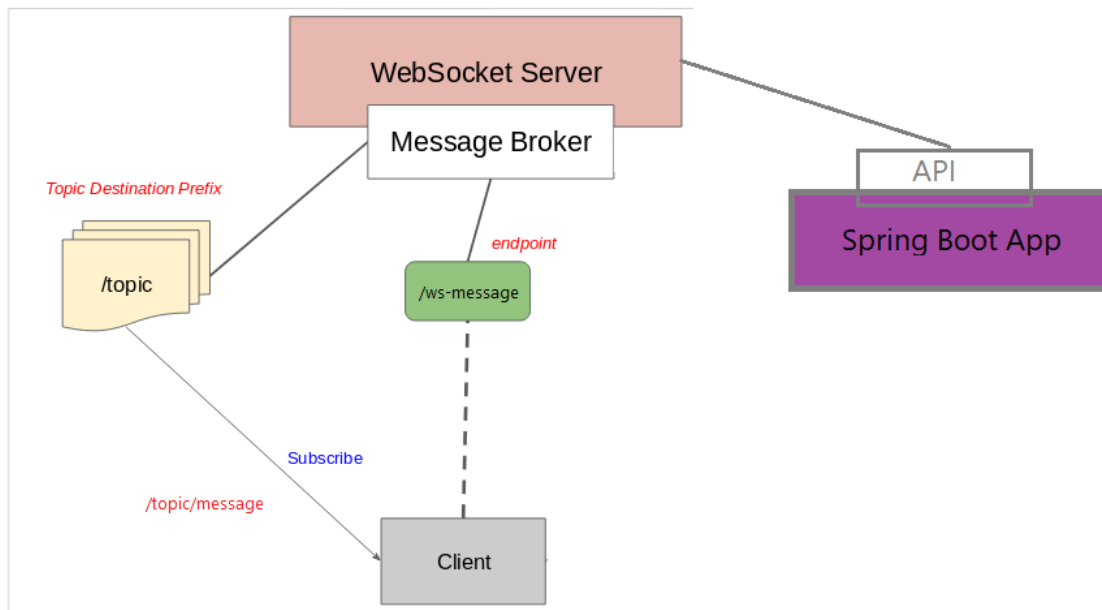 WebSocket Server
Message Broker
API
Spring Boot App
Topic Destination Prefix
/topic
endpoint
/ws-message
Subscribe
/topic/message
Client